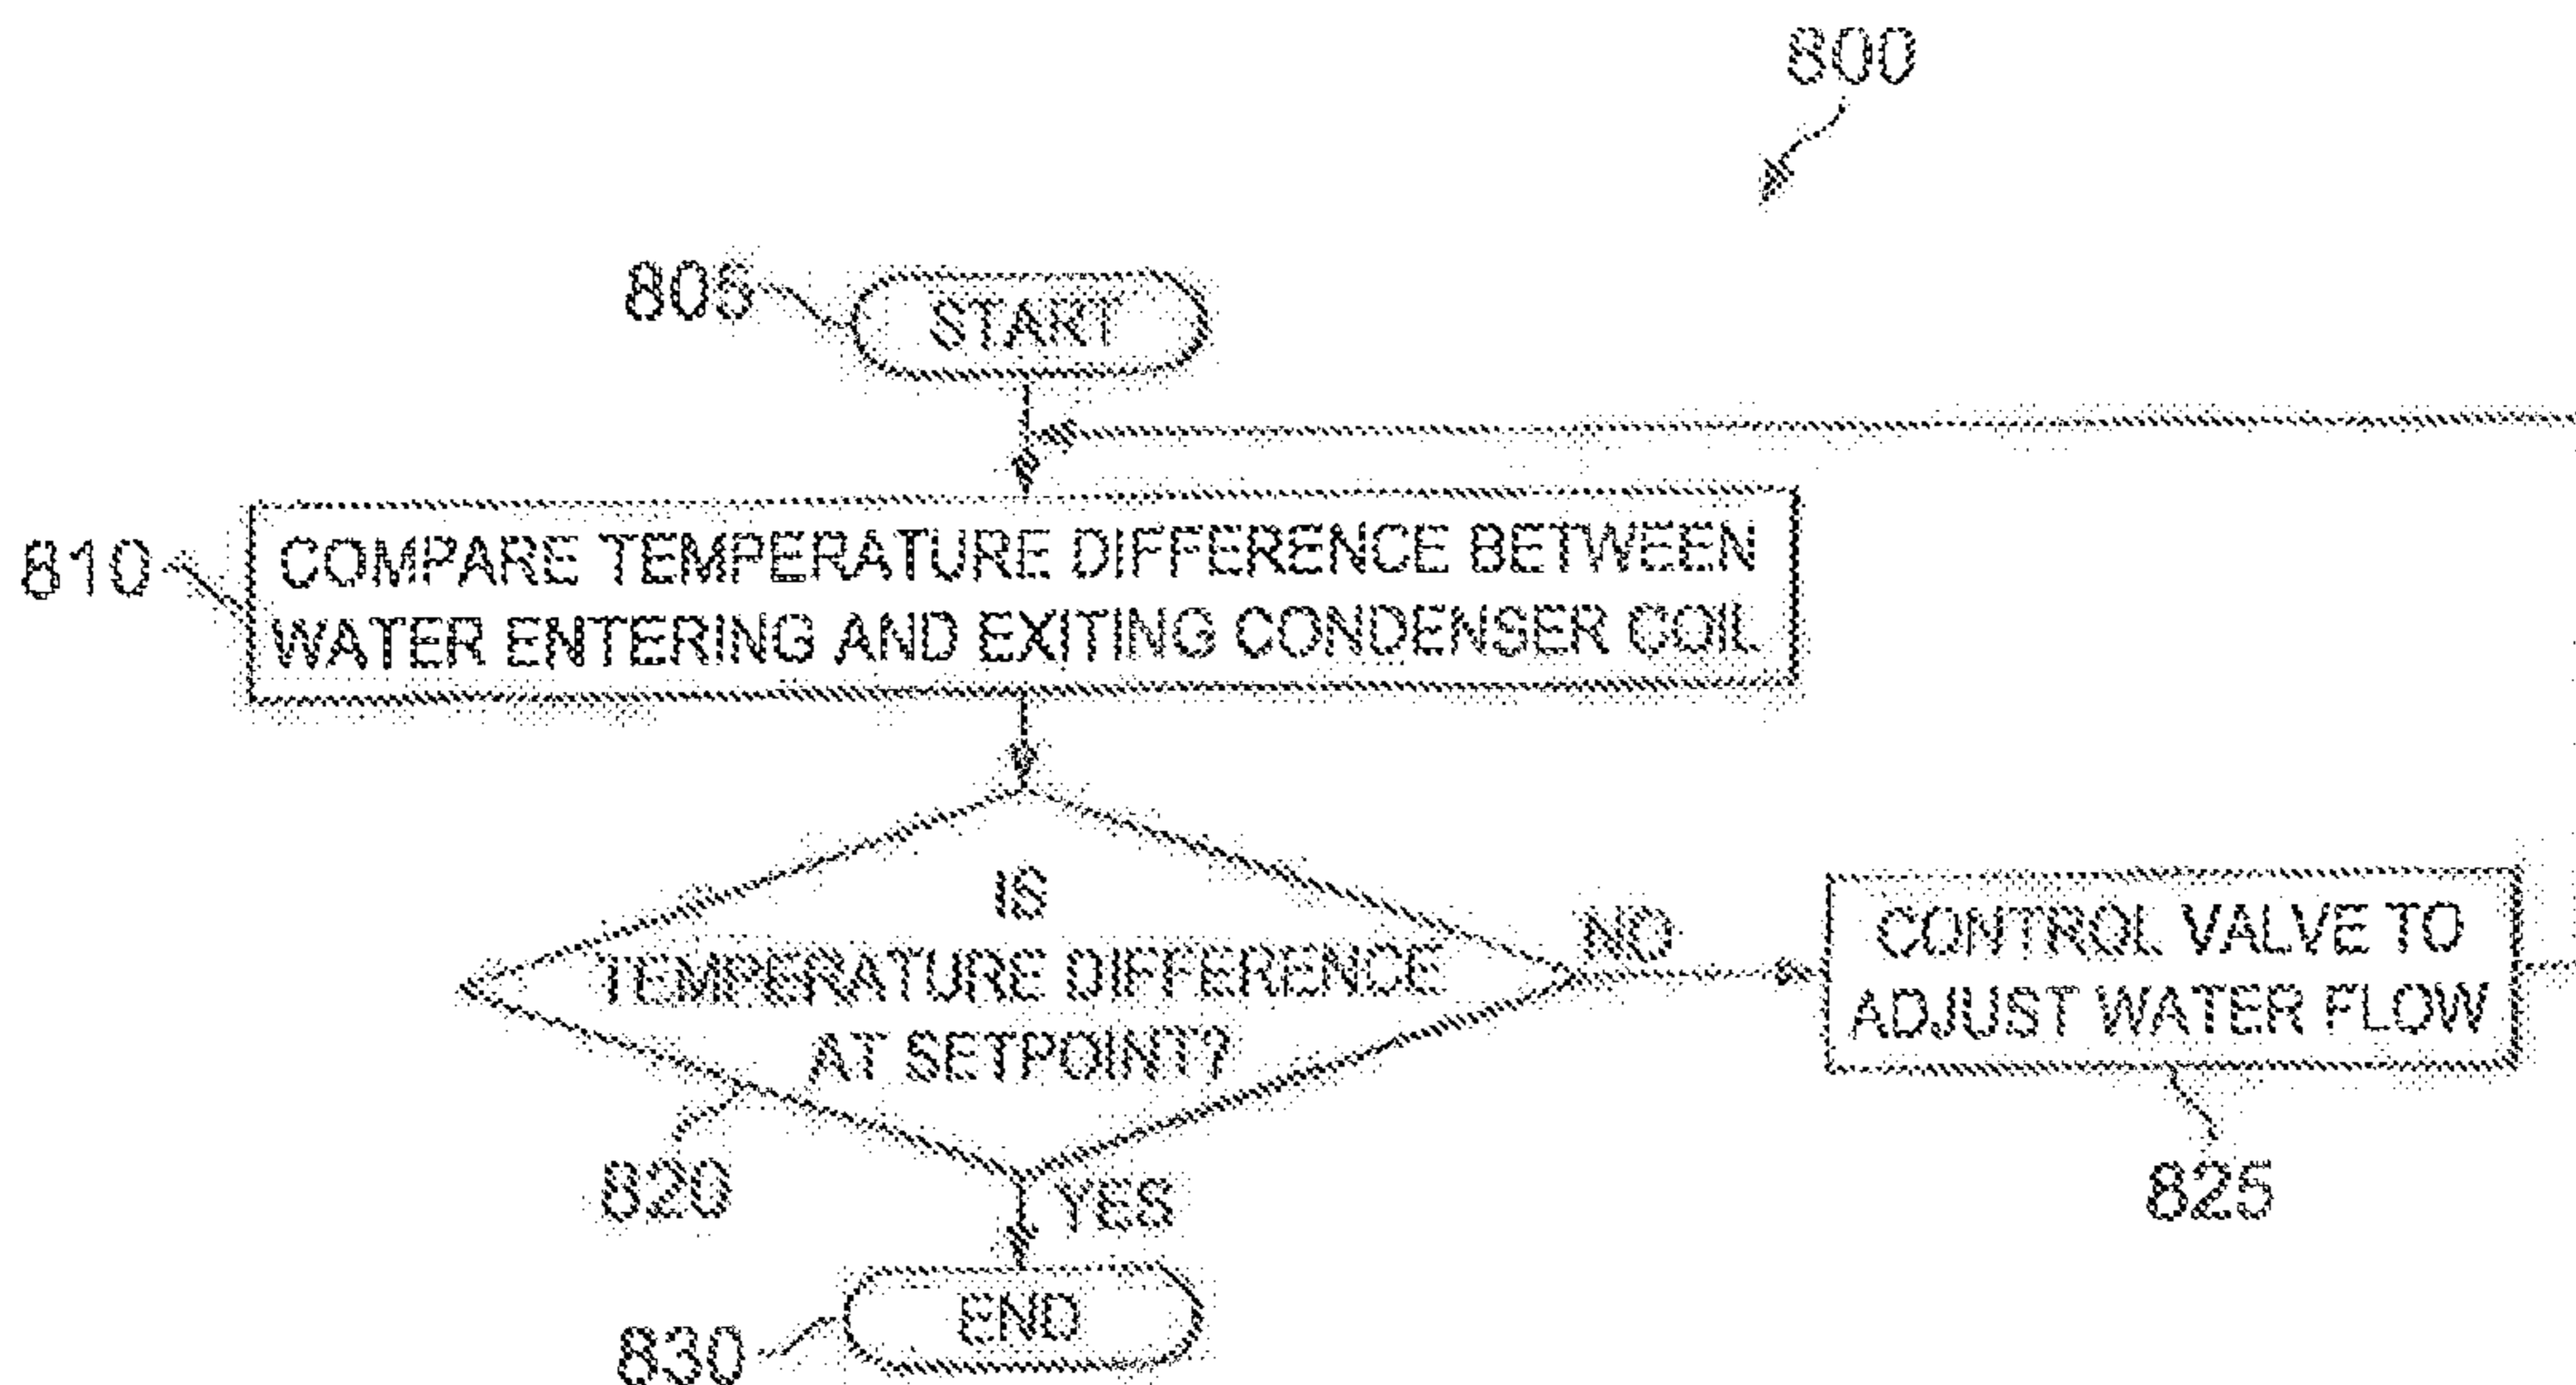 800
805
START
810
COMPARE TEMPERATURE DIFFERENCE BETWEEN
WATER ENTERING AND EXITING CONDENSER COIL
IS
TEMPERATURE DIFFERENCE
AT SETPOINT?
NO
CONTROL VALVE TO
ADJUST WATER FLOW
820
YES
825
END
830